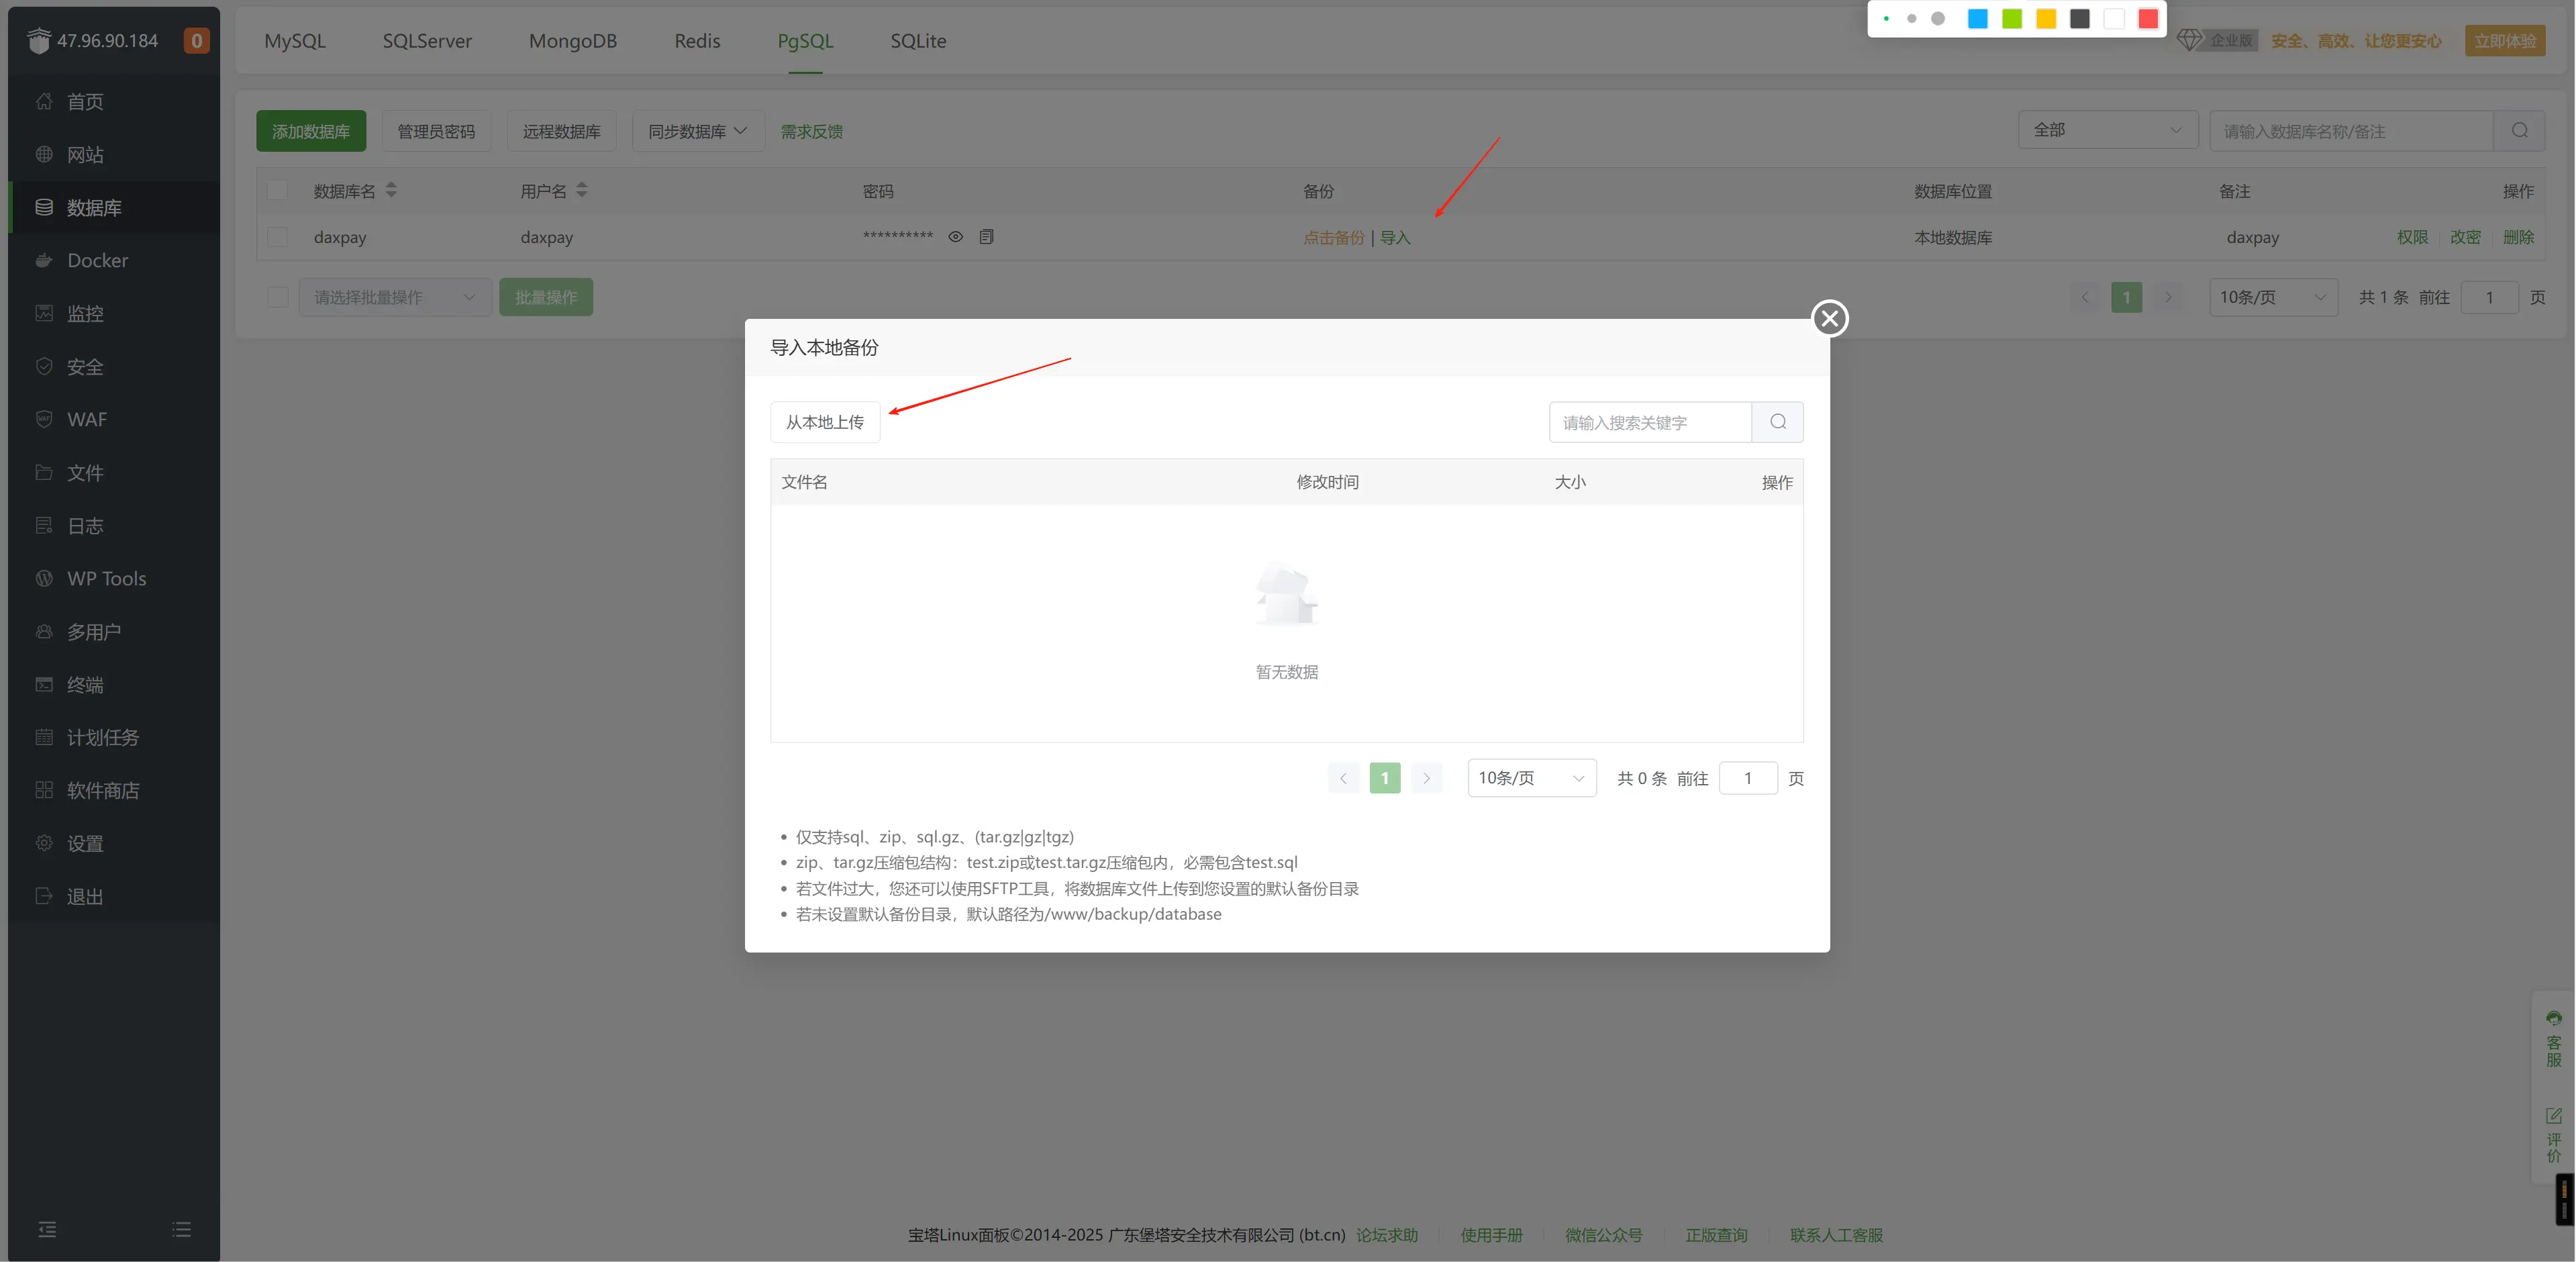 47.96.90.184 0
首页
网站
数据库
Docker
监控
安全
WAF
文件
日志
WP Tools
多用户
终端
计划任务
软件商店
设置
退出
MySQL SQLServer MongoDB Redis PgSQL SQLite
企业版 安全、高效、让您更安心 立即体验
添加数据库 管理员密码 远程数据库 同步数据库 需求反馈 全部 请输入数据库名称/备注
数据库名 用户名 密码 备份 数据库位置 备注 操作
daxpay daxpay ********** 点击备份 | 导入 本地数据库 daxpay 权限 改密 删除
请选择批量操作 批量操作 1 10条/页 共 1 条 前往 1 页
导入本地备份
从本地上传 请输入搜索关键字
文件名 修改时间 大小 操作
暂无数据
1 10条/页 共 0 条 前往 1 页
仅支持sql、zip、sql.gz、(tar.gz|gz|tgz)
zip、tar.gz压缩包结构：test.zip或test.tar.gz压缩包内，必需包含test.sql
若文件过大，您还可以使用SFTP工具，将数据库文件上传到您设置的默认备份目录
若未设置默认备份目录，默认路径为/www/backup/database
客服
评价
宝塔Linux面板©2014-2025 广东堡塔安全技术有限公司 (bt.cn) 论坛求助 使用手册 微信公众号 正版查询 联系人工客服